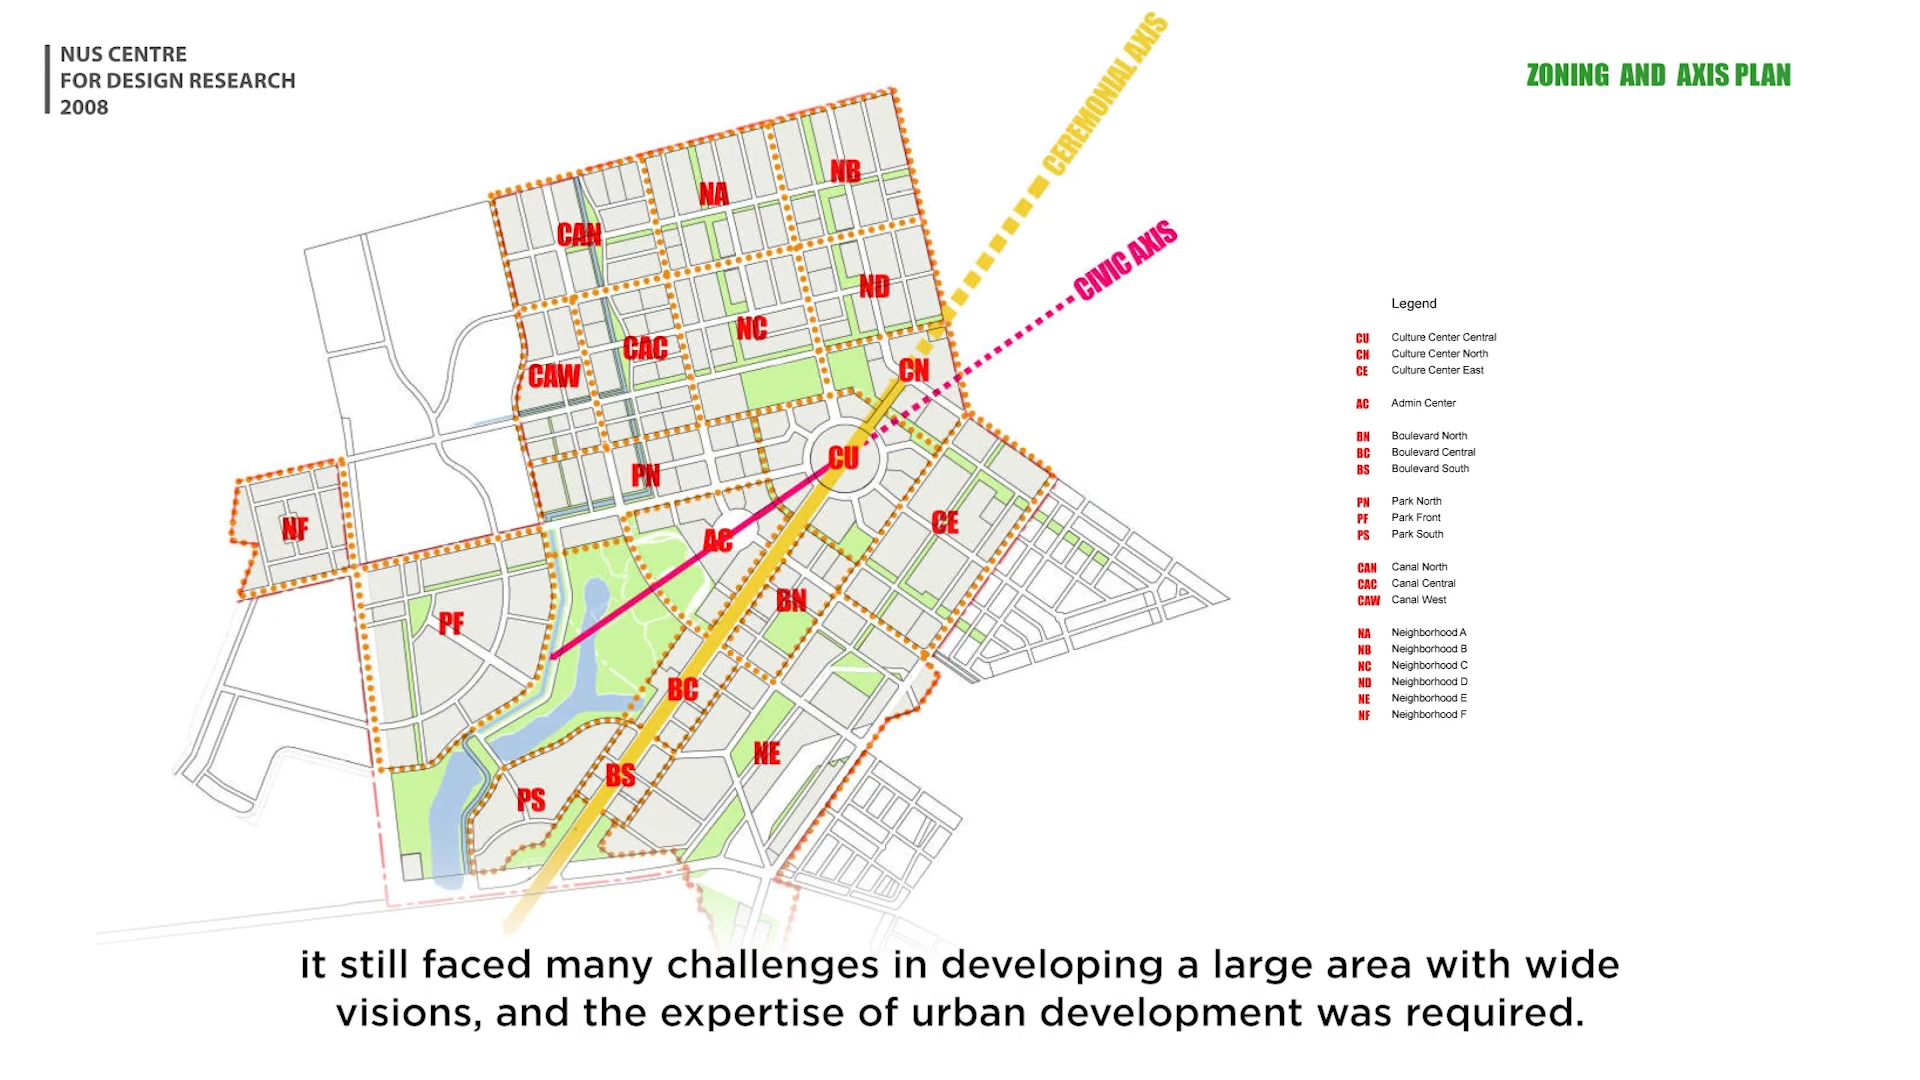 NUS CENTRE
FOR DESIGN RESEARCH
2008
ZONING AND AXIS PLAN
CEREMONIAL AXIS
CIVIC AXIS
NB
NA
CAN
ND
NC
CAC
CAW
CN
CU
PN
NF
CE
AC
BN
PF
BC
NE
BS
PS
Legend
CU Culture Center Central
CN Culture Center North
CE Culture Center East
AC Admin Center
BN Boulevard North
BC Boulevard Central
BS Boulevard South
PN Park North
PF Park Front
PS Park South
CAN Canal North
CAC Canal Central
CAW Canal West
NA Neighborhood A
NB Neighborhood B
NC Neighborhood C
ND Neighborhood D
NE Neighborhood E
NF Neighborhood F
it still faced many challenges in developing a large area with wide
visions, and the expertise of urban development was required.